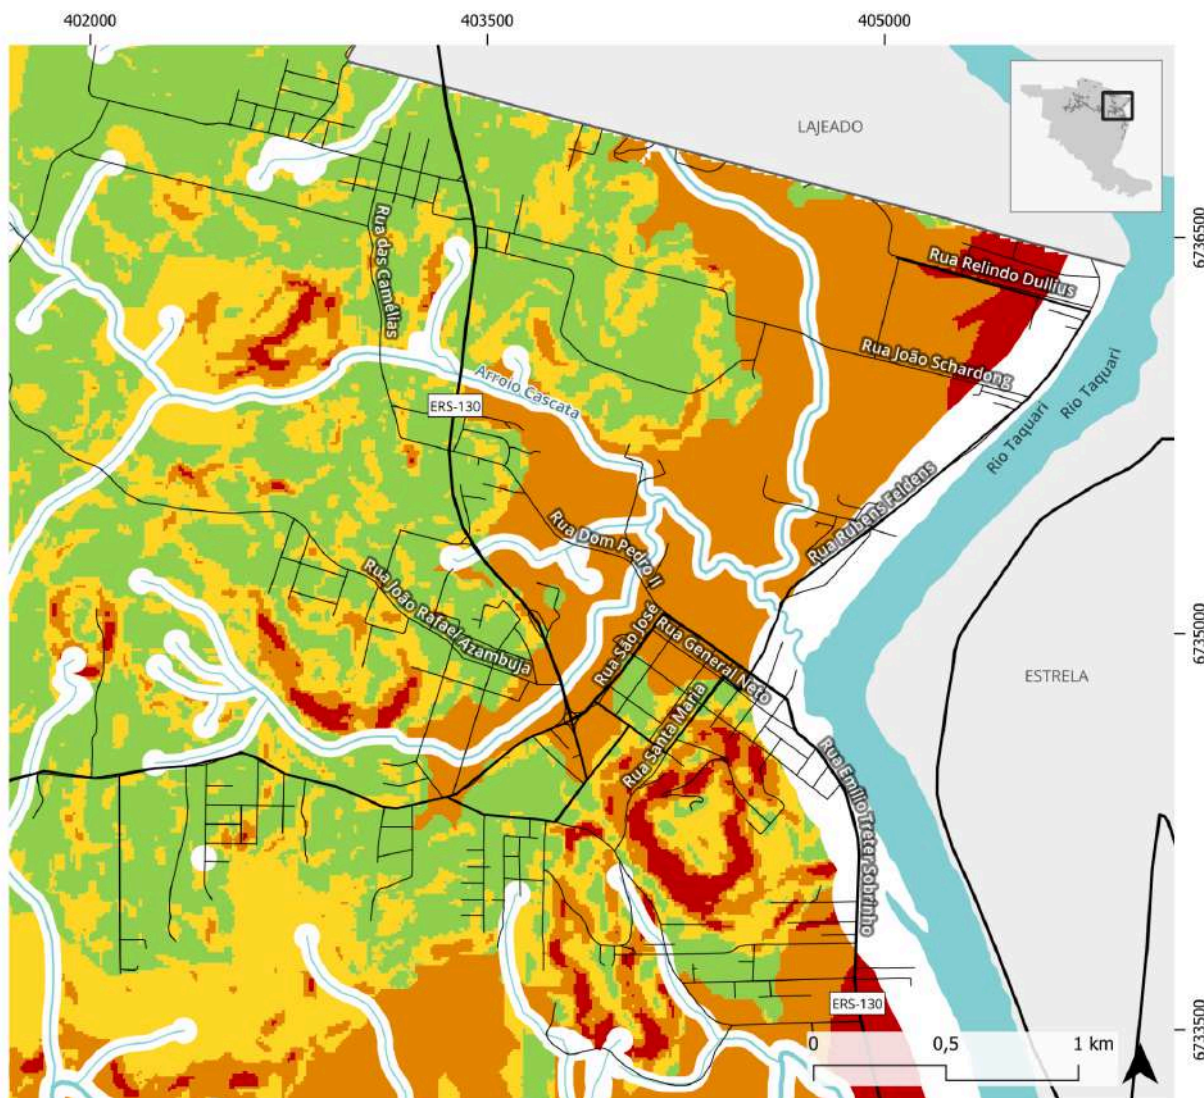 402000
403500
405000
LAJEADO
6736500
Rua das Camélias
Rua Relindo Dullius
Rua João Schardong
Arroio Cascata
ERS-130
Rio Taquari
Rio Taquari
Rua Rubens Feldens
Rua Dom Pedro II
Rua João Rafael Azambuja
Rua São José
Rua General Neto
6735000
ESTRELA
Rua Santa Maria
Rua Emílio Treter Sobrinho
ERS-130
6733500
0
0,5
1 km